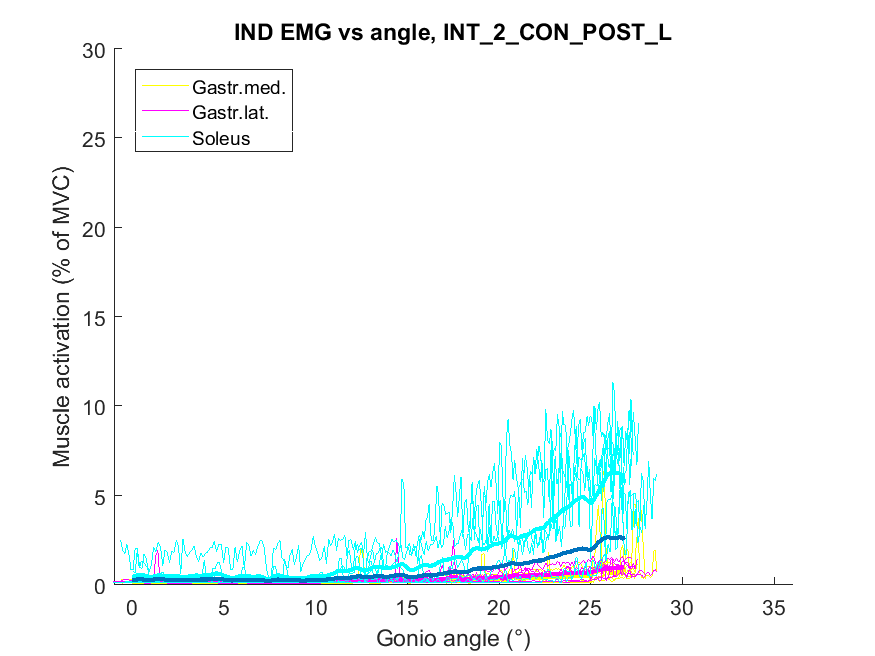 IND EMG vs angle, INT_2_CON_POST_L
30
25
20
15
10
5
0
Muscle activation (% of MVC)
Gastr.med.
Gastr.lat.
Soleus
0 5 10 15 20 25 30 35
Gonio angle (°)